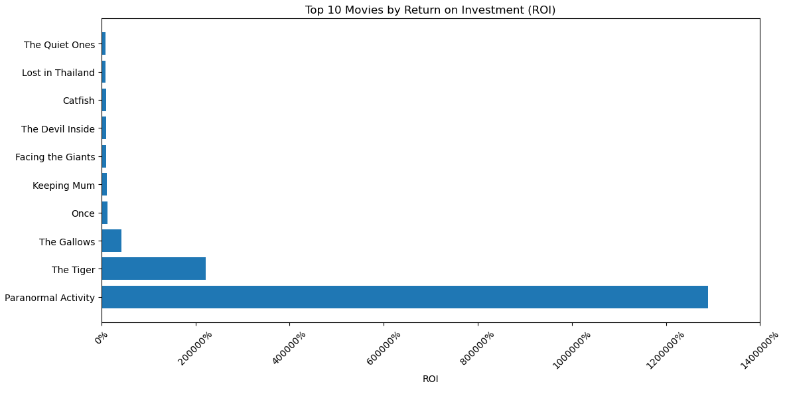 Top 10 Movies by Return on Investment (ROI)
The Quiet Ones
Lost in Thailand
Catfish
The Devil Inside
Facing the Giants
Keeping Mum
Once
The Gallows
The Tiger
Paranormal Activity
0%
200000%
400000%
600000%
800000%
1000000%
1200000%
1400000%
ROI